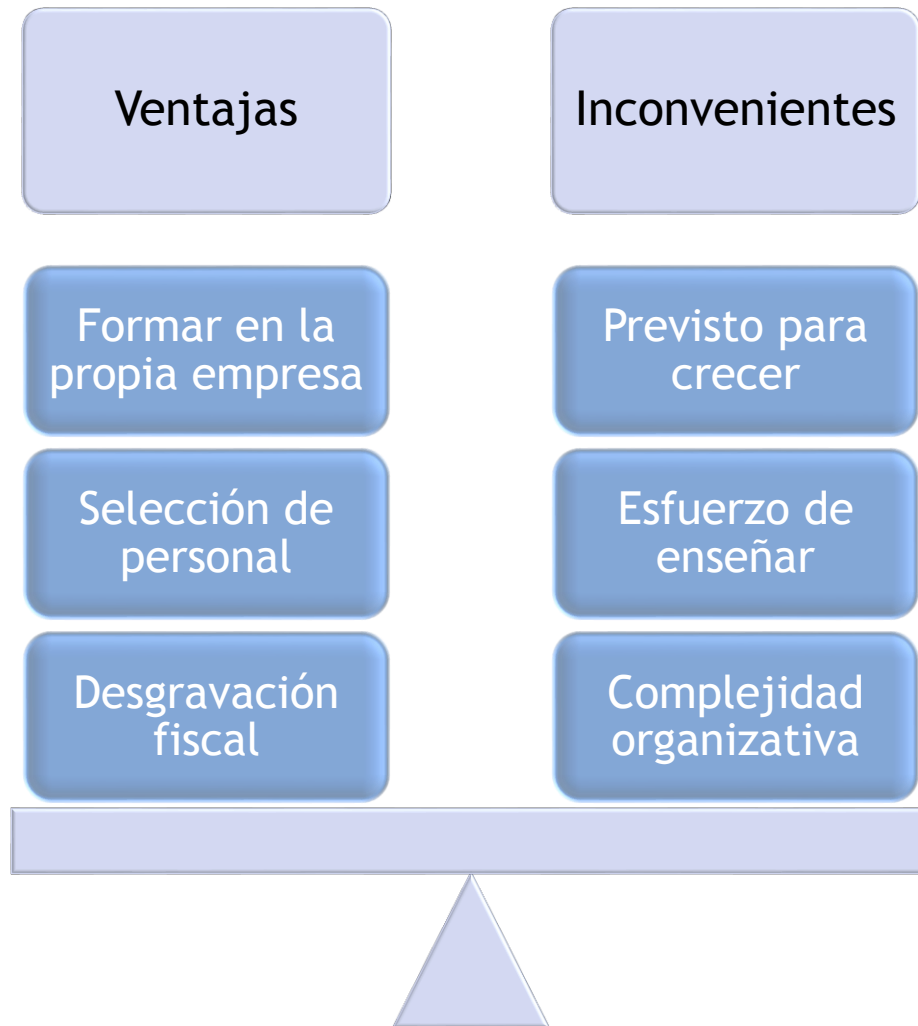 Ventajas
Inconvenientes
Formar en la
propia empresa
Previsto para
crecer
Selección de
personal
Esfuerzo de
enseñar
Desgravación
fiscal
Complejidad
organizativa